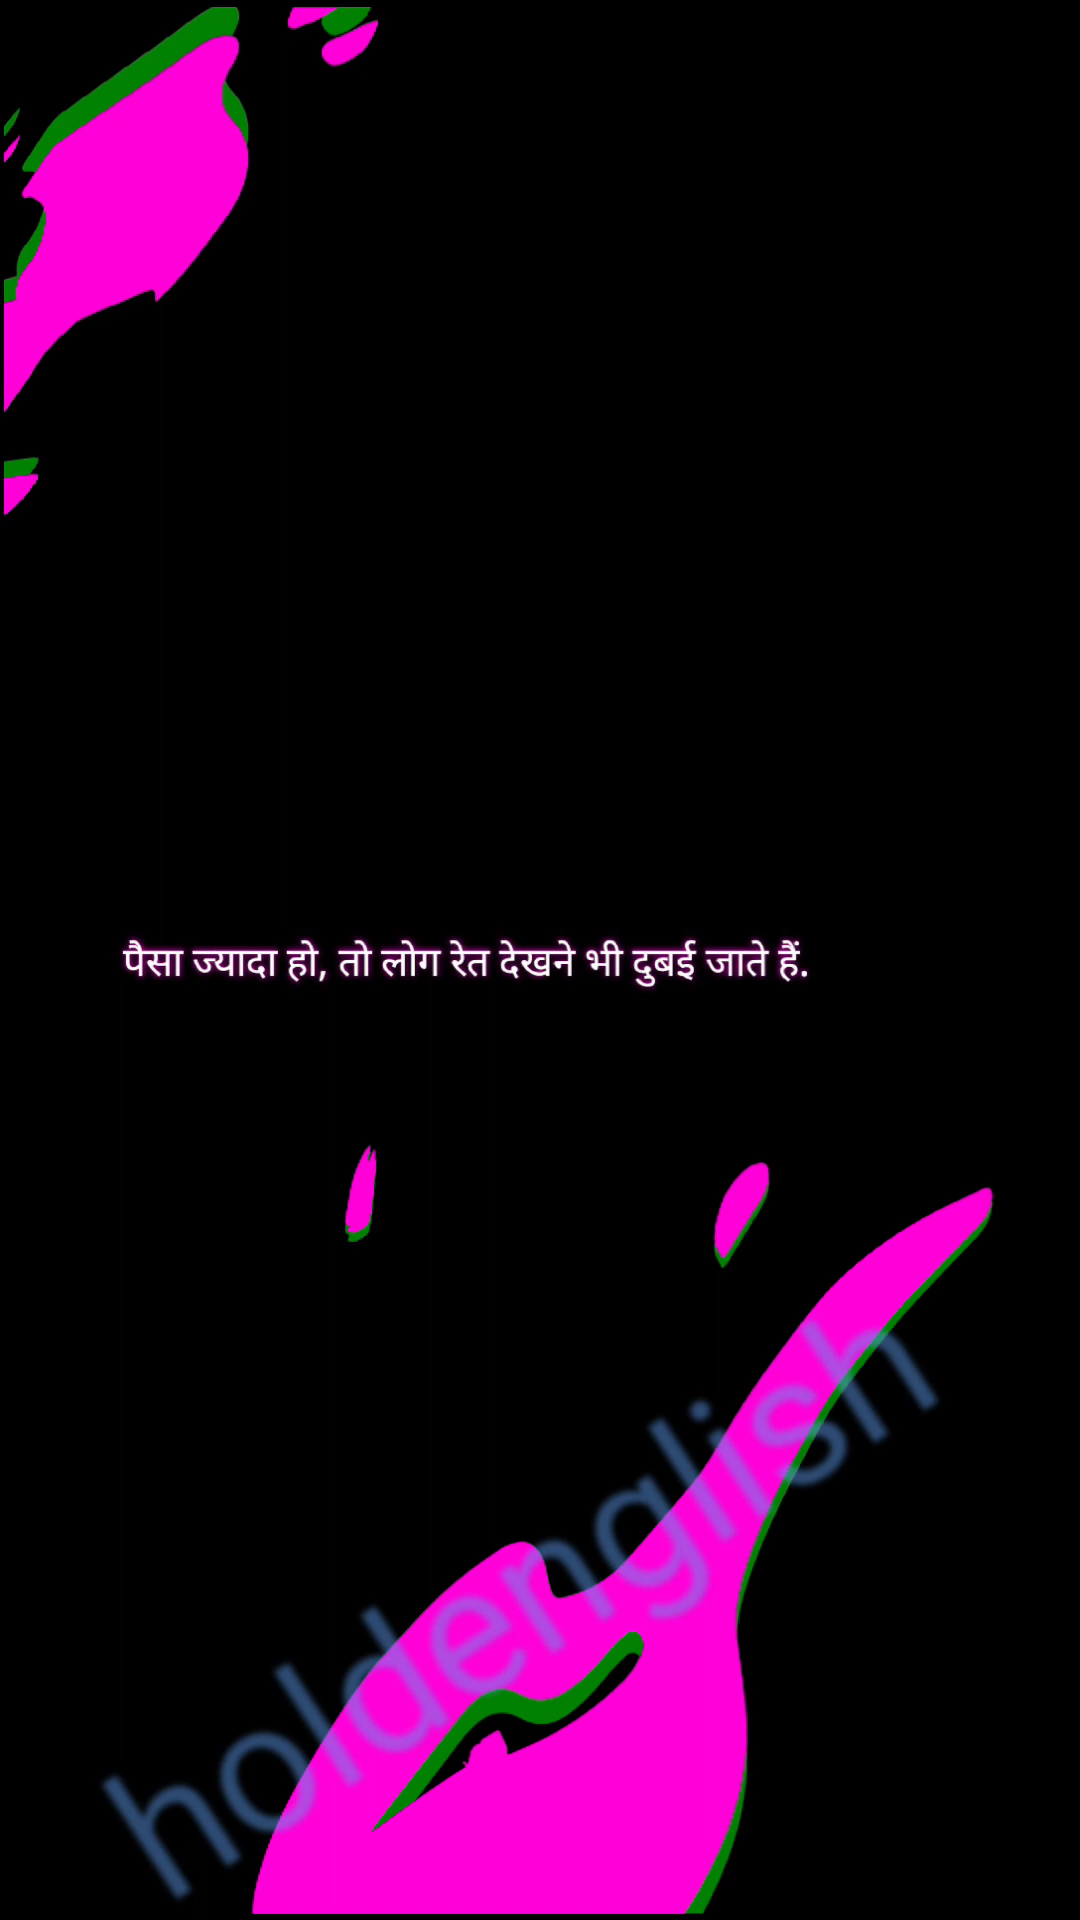 पैसा ज्यादा हो, तो लोग रेत देखने भी दुबई जाते हैं.
holdenglish